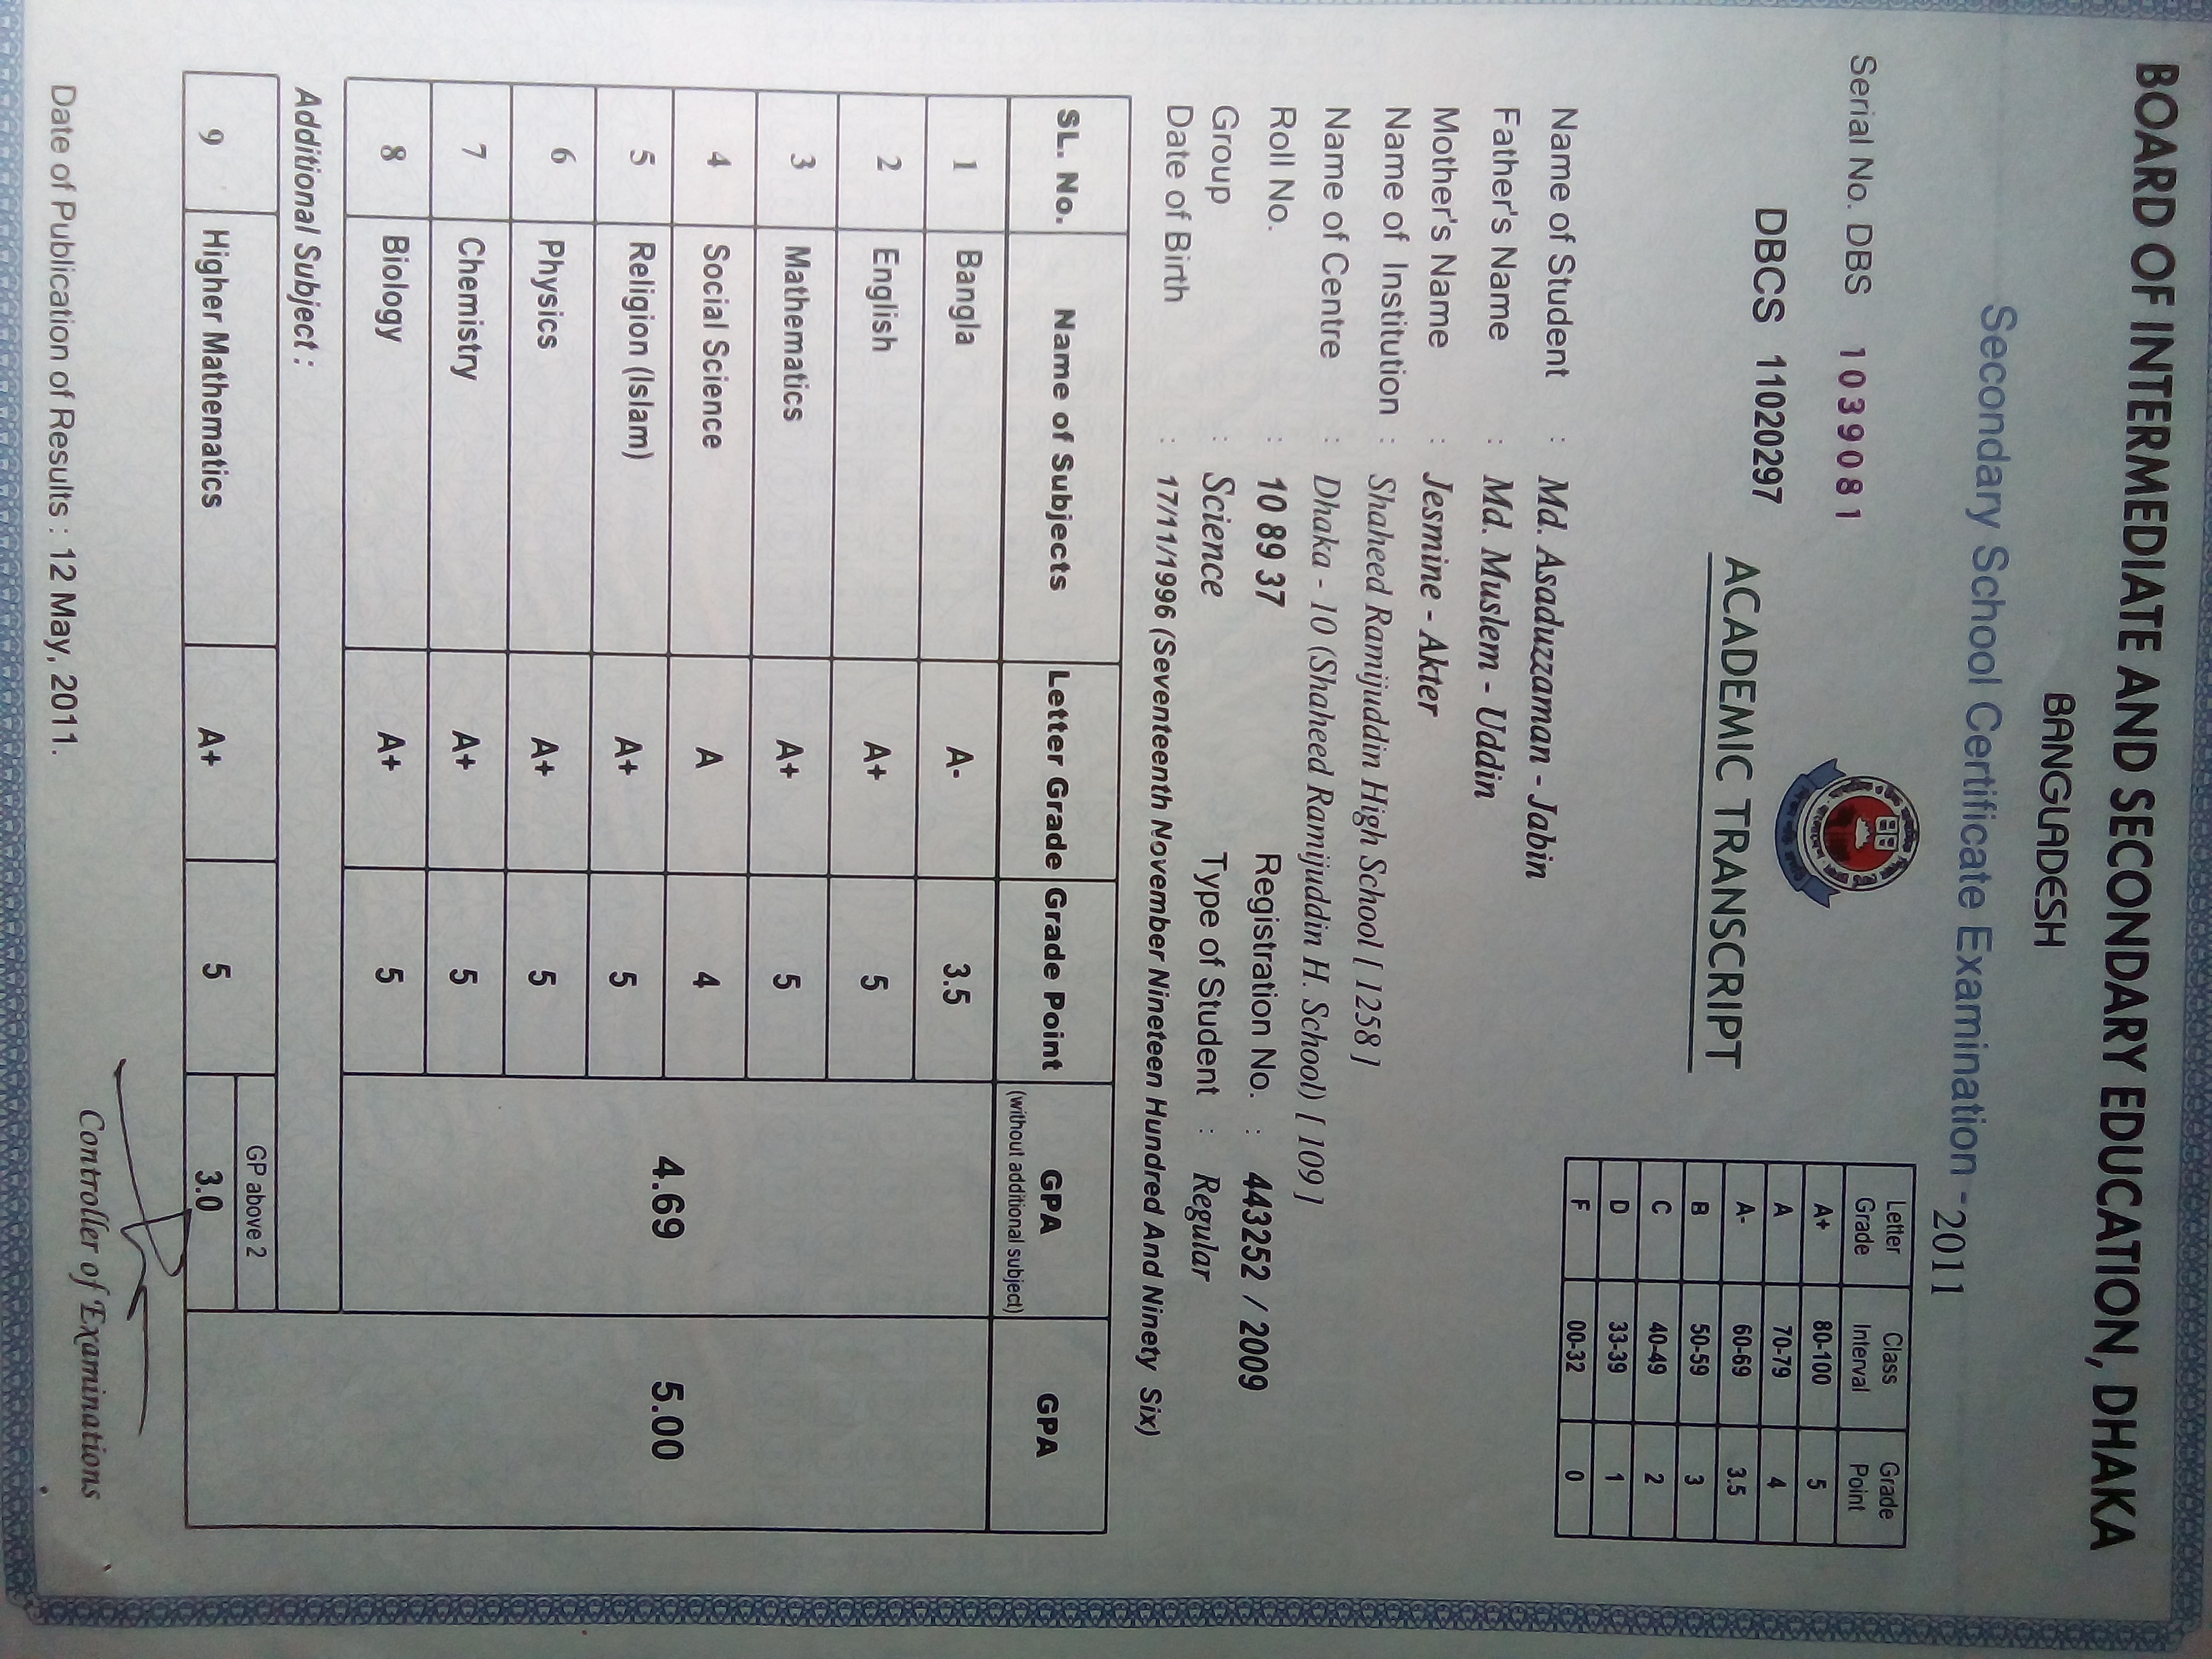 BOARD OF INTERMEDIATE AND SECONDARY EDUCATION, DHAKA
BANGLADESH
Secondary School Certificate Examination - 2011
Serial No. DBS 1039081
DBCS 11020297
ACADEMIC TRANSCRIPT
Letter Grade Class Interval Grade Point
A+ 80-100 5
A 70-79 4
A- 60-69 3.5
B 50-59 3
C 40-49 2
D 33-39 1
F 00-32 0
Name of Student : Md. Asaduzzaman - Jabin
Father's Name : Md. Muslem - Uddin
Mother's Name : Jesmine - Akter
Name of Institution : Shaheed Ramijuddin High School [ 1258 ]
Name of Centre : Dhaka - 10 (Shaheed Ramijuddin H. School) [ 109 ]
Roll No. : 10 89 37 Registration No. : 443252 / 2009
Group : Science Type of Student : Regular
Date of Birth : 17/11/1996 (Seventeenth November Nineteen Hundred And Ninety Six)
SL. No. Name of Subjects Letter Grade Grade Point GPA (without additional subject) GPA
1 Bangla A- 3.5
2 English A+ 5
3 Mathematics A+ 5
4 Social Science A 4
4.69 5.00
5 Religion (Islam) A+ 5
6 Physics A+ 5
7 Chemistry A+ 5
8 Biology A+ 5
Additional Subject :
GP above 2
9 Higher Mathematics A+ 5 3.0
Controller of Examinations
Date of Publication of Results : 12 May, 2011.